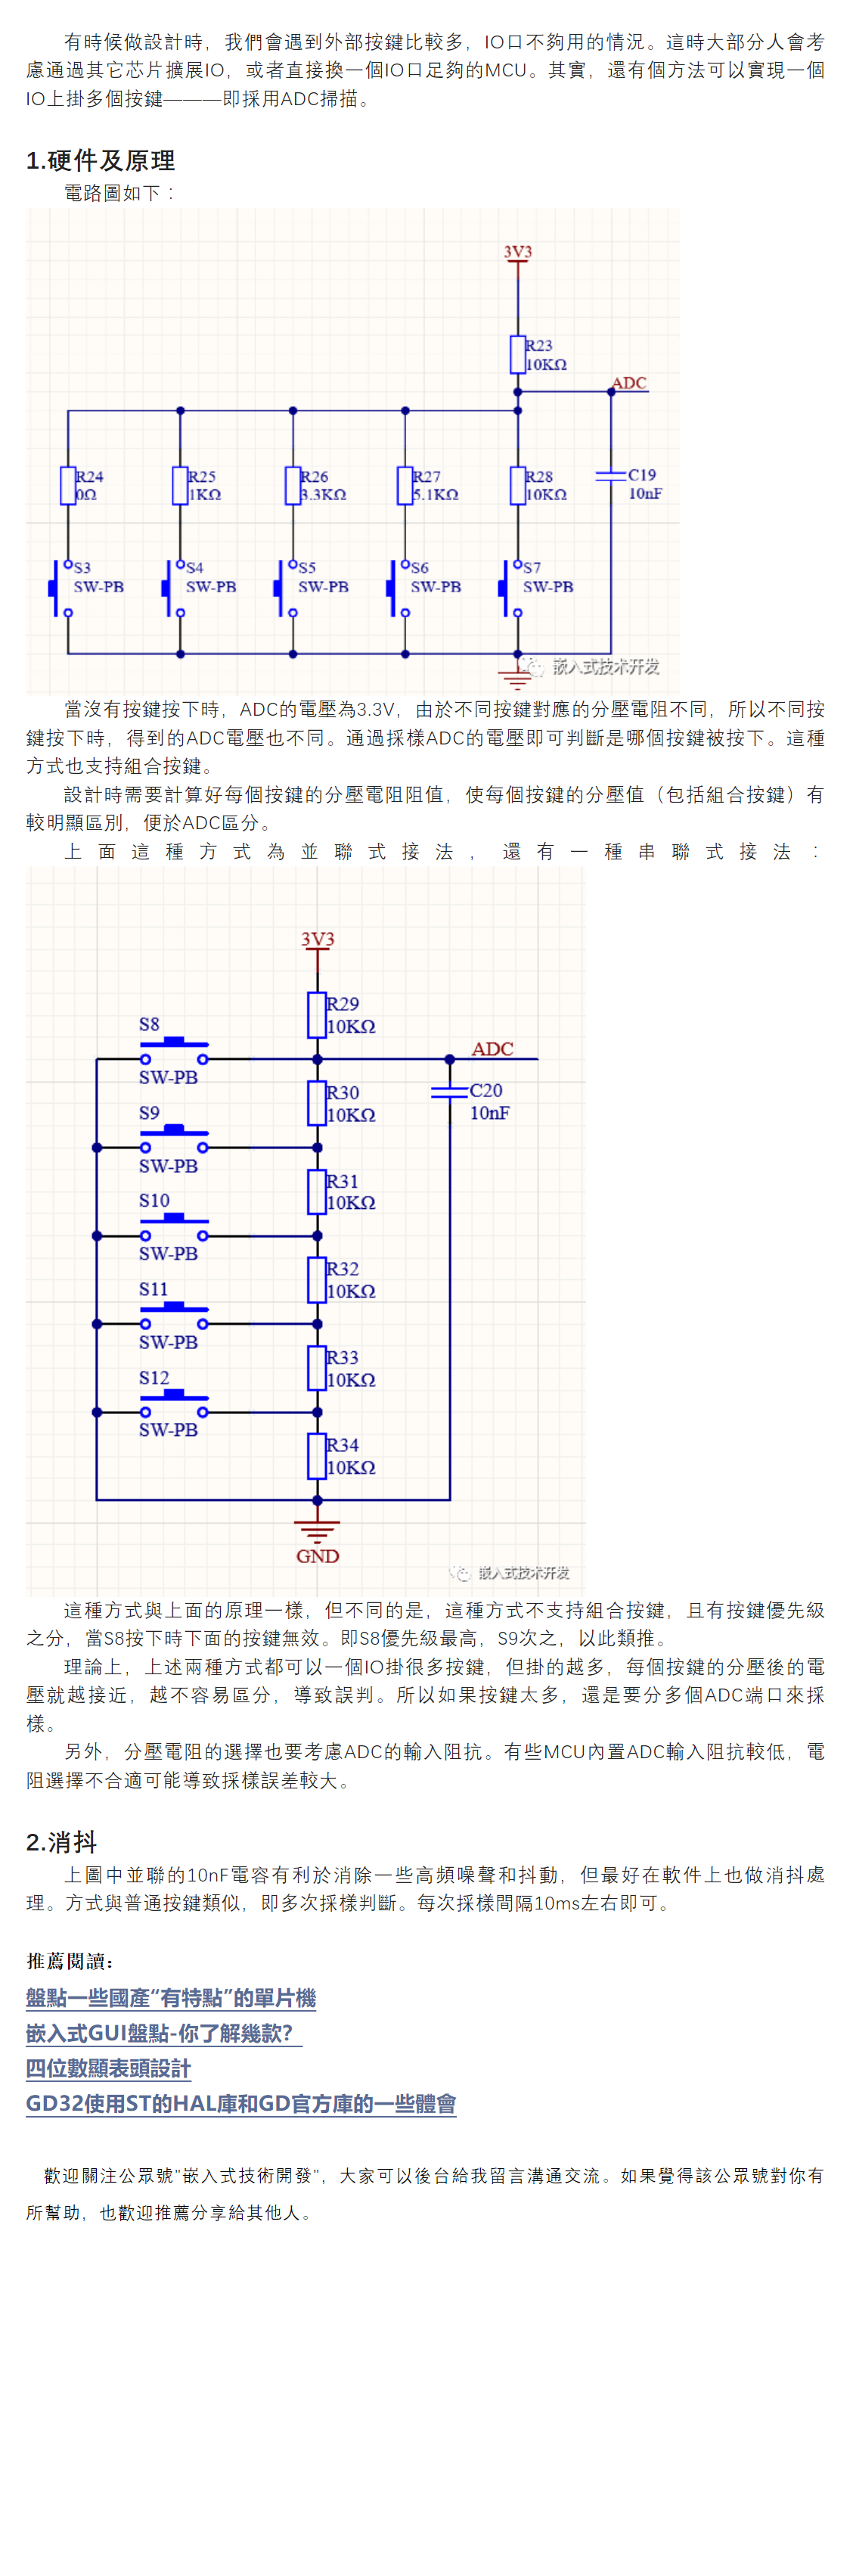 有時候做設計時，我們會遇到外部按鍵比較多，IO口不夠用的情況。這時大部分人會考
慮通過其它芯片擴展IO，或者直接換一個IO口足夠的MCU。其實，還有個方法可以實現一個
IO上掛多個按鍵———即採用ADC掃描。
1.硬件及原理
電路圖如下：
3V3
R23
10KΩ
ADC
R24
0Ω
R25
1KΩ
R26
3.3KΩ
R27
5.1KΩ
R28
10KΩ
C19
10nF
S3
SW-PB
S4
SW-PB
S5
SW-PB
S6
SW-PB
S7
SW-PB
嵌入式技术开发
當沒有按鍵按下時，ADC的電壓為3.3V，由於不同按鍵對應的分壓電阻不同，所以不同按
鍵按下時，得到的ADC電壓也不同。通過採樣ADC的電壓即可判斷是哪個按鍵被按下。這種
方式也支持組合按鍵。
設計時需要計算好每個按鍵的分壓電阻阻值，使每個按鍵的分壓值（包括組合按鍵）有
較明顯區別，便於ADC區分。
上面這種方式為並聯式接法，還有一種串聯式接法：
3V3
R29
10KΩ
S8
SW-PB
ADC
R30
10KΩ
C20
10nF
S9
SW-PB
R31
10KΩ
S10
SW-PB
R32
10KΩ
S11
SW-PB
R33
10KΩ
S12
SW-PB
R34
10KΩ
GND
嵌入式技术开发
這種方式與上面的原理一樣，但不同的是，這種方式不支持組合按鍵，且有按鍵優先級
之分，當S8按下時下面的按鍵無效。即S8優先級最高，S9次之，以此類推。
理論上，上述兩種方式都可以一個IO掛很多按鍵，但掛的越多，每個按鍵的分壓後的電
壓就越接近，越不容易區分，導致誤判。所以如果按鍵太多，還是要分多個ADC端口來採
樣。
另外，分壓電阻的選擇也要考慮ADC的輸入阻抗。有些MCU內置ADC輸入阻抗較低，電
阻選擇不合適可能導致採樣誤差較大。
2.消抖
上圖中並聯的10nF電容有利於消除一些高頻噪聲和抖動，但最好在軟件上也做消抖處
理。方式與普通按鍵類似，即多次採樣判斷。每次採樣間隔10ms左右即可。
推薦閱讀：
盤點一些國產“有特點”的單片機
嵌入式GUI盤點-你了解幾款？
四位數顯表頭設計
GD32使用ST的HAL庫和GD官方庫的一些體會
歡迎關注公眾號"嵌入式技術開發"，大家可以後台給我留言溝通交流。如果覺得該公眾號對你有
所幫助，也歡迎推薦分享給其他人。